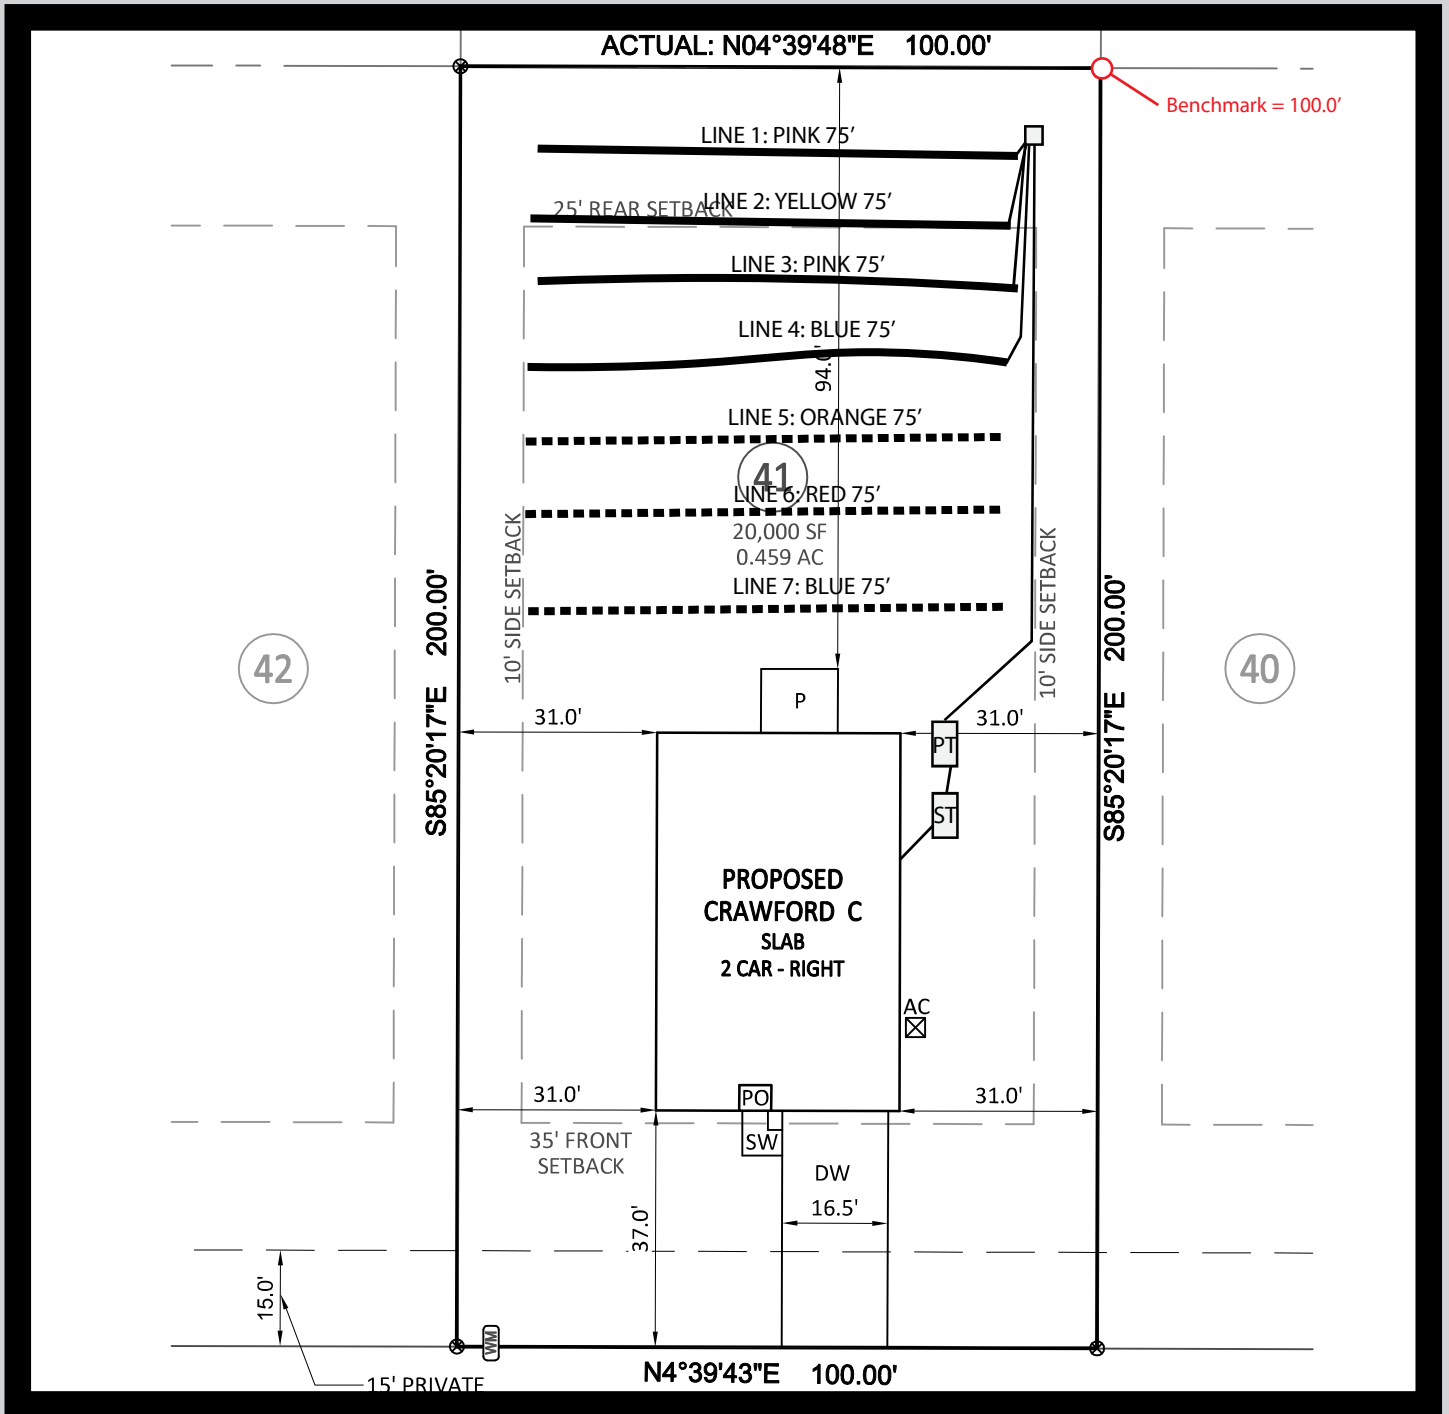 ACTUAL: N04°39'48"E 100.00'
Benchmark = 100.0’
LINE 1: PINK 75’
LINE 2: YELLOW 75’
25' REAR SETBACK
LINE 3: PINK 75’
LINE 4: BLUE 75’
94.0'
LINE 5: ORANGE 75’
41
LINE 6: RED 75’
20,000 SF
0.459 AC
LINE 7: BLUE 75’
10' SIDE SETBACK
10' SIDE SETBACK
S85°20'17"E 200.00'
S85°20'17"E 200.00'
42
40
P
31.0'
31.0'
PT
ST
PROPOSED
CRAWFORD C
SLAB
2 CAR - RIGHT
AC
31.0'
PO
31.0'
35' FRONT
SETBACK
SW
DW
16.5'
37.0'
15.0'
WM
N4°39'43"E 100.00'
15' PRIVATE